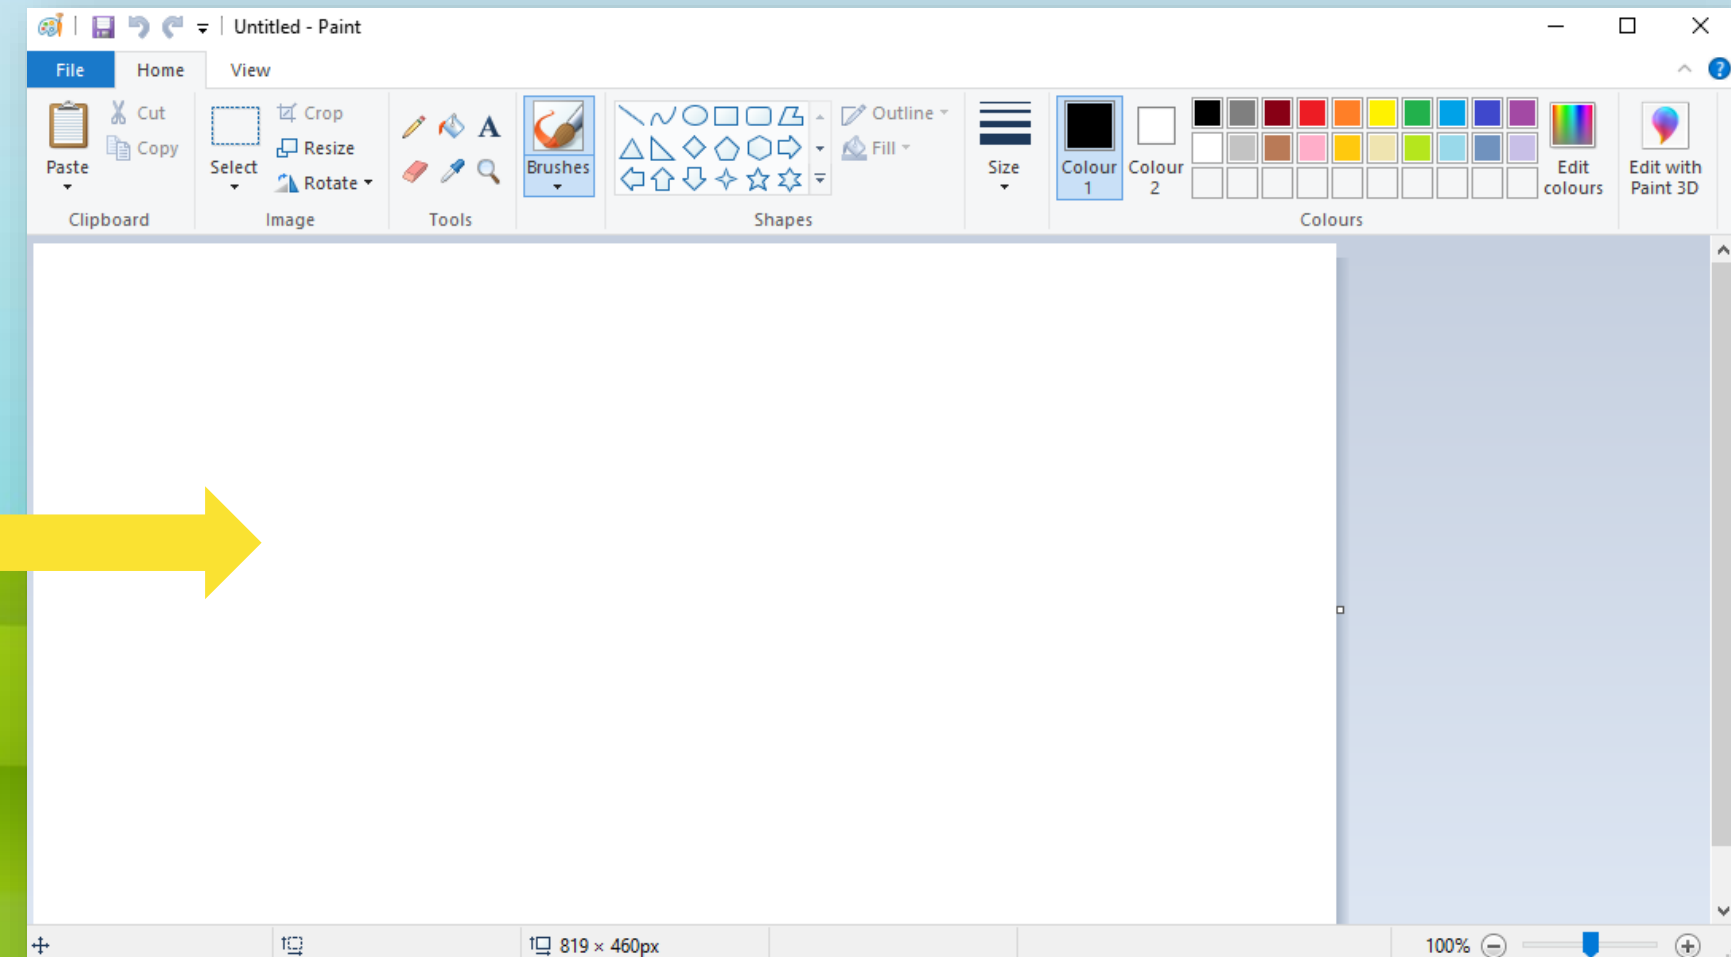 Untitled - Paint
File Home View
Paste
Cut
Copy
Clipboard
Select
Crop
Resize
Rotate
Image
A
Tools
Brushes
Outline
Fill
Shapes
Size
Colour 1
Colour 2
Edit colours
Colours
Edit with Paint 3D
819 × 460px
100%